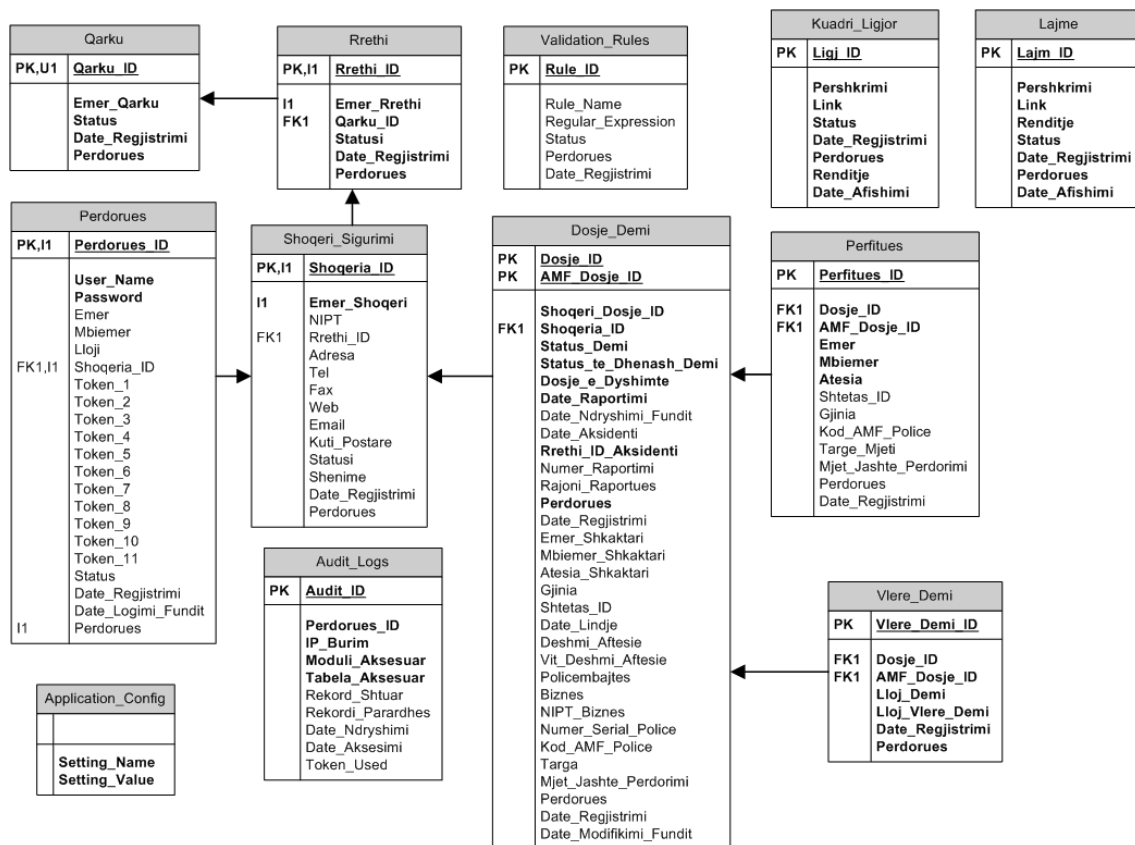 Qarku
PK,U1 Qarku_ID
Emer_Qarku
Status
Date_Regjistrimi
Perdorues
Rrethi
PK,I1 Rrethi_ID
I1 Emer_Rrethi
FK1 Qarku_ID
Statusi
Date_Regjistrimi
Perdorues
Validation_Rules
PK Rule_ID
Rule_Name
Regular_Expression
Status
Perdorues
Date_Regjistrimi
Kuadri_Ligjor
PK Ligj_ID
Pershkrimi
Link
Status
Date_Regjistrimi
Perdorues
Renditje
Date_Afishimi
Lajme
PK Lajm_ID
Pershkrimi
Link
Renditje
Status
Date_Regjistrimi
Perdorues
Date_Afishimi
Perdorues
PK,I1 Perdorues_ID
User_Name
Password
Emer
Mbiemer
Lloji
FK1,I1 Shoqeria_ID
Token_1
Token_2
Token_3
Token_4
Token_5
Token_6
Token_7
Token_8
Token_9
Token_10
Token_11
Status
Date_Regjistrimi
Date_Logimi_Fundit
I1 Perdorues
Shoqeri_Sigurimi
PK,I1 Shoqeria_ID
I1 Emer_Shoqeri
NIPT
FK1 Rrethi_ID
Adresa
Tel
Fax
Web
Email
Kuti_Postare
Statusi
Shenime
Date_Regjistrimi
Perdorues
Dosje_Demi
PK Dosje_ID
PK AMF_Dosje_ID
Shoqeri_Dosje_ID
FK1 Shoqeria_ID
Status_Demi
Status_te_Dhenash_Demi
Dosje_e_Dyshimte
Date_Raportimi
Date_Ndryshimi_Fundit
Date_Aksidenti
Rrethi_ID_Aksidenti
Numer_Raportimi
Rajoni_Raportues
Perdorues
Date_Regjistrimi
Emer_Shkaktari
Mbiemer_Shkaktari
Atesia_Shkaktari
Gjinia
Shtetas_ID
Date_Lindje
Deshmi_Aftesie
Vit_Deshmi_Aftesie
Policembajtes
Biznes
NIPT_Biznes
Numer_Serial_Police
Kod_AMF_Police
Targa
Mjet_Jashte_Perdorimi
Perdorues
Date_Regjistrimi
Date_Modifikimi_Fundit
Perfitues
PK Perfitues_ID
FK1 Dosje_ID
FK1 AMF_Dosje_ID
Emer
Mbiemer
Atesia
Shtetas_ID
Gjinia
Kod_AMF_Police
Targe_Mjeti
Mjet_Jashte_Perdorimi
Perdorues
Date_Regjistrimi
Audit_Logs
PK Audit_ID
Perdorues_ID
IP_Burim
Moduli_Aksesuar
Tabela_Aksesuar
Rekord_Shtuar
Rekordi_Parardhes
Date_Ndryshimi
Date_Aksesimi
Token_Used
Vlere_Demi
PK Vlere_Demi_ID
FK1 Dosje_ID
FK1 AMF_Dosje_ID
Lloj_Demi
Lloj_Vlere_Demi
Date_Regjistrimi
Perdorues
Application_Config
Setting_Name
Setting_Value